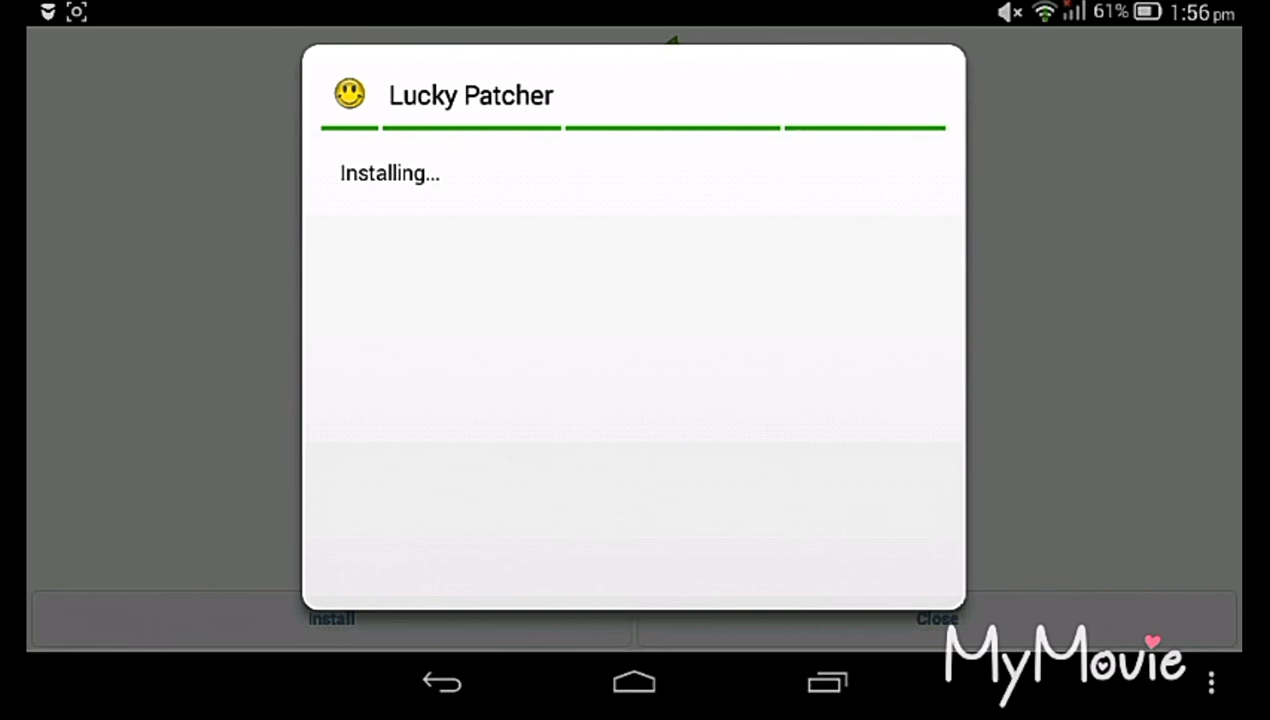 61% 1:56 pm
Lucky Patcher
Installing...
Install Close
MyMovie